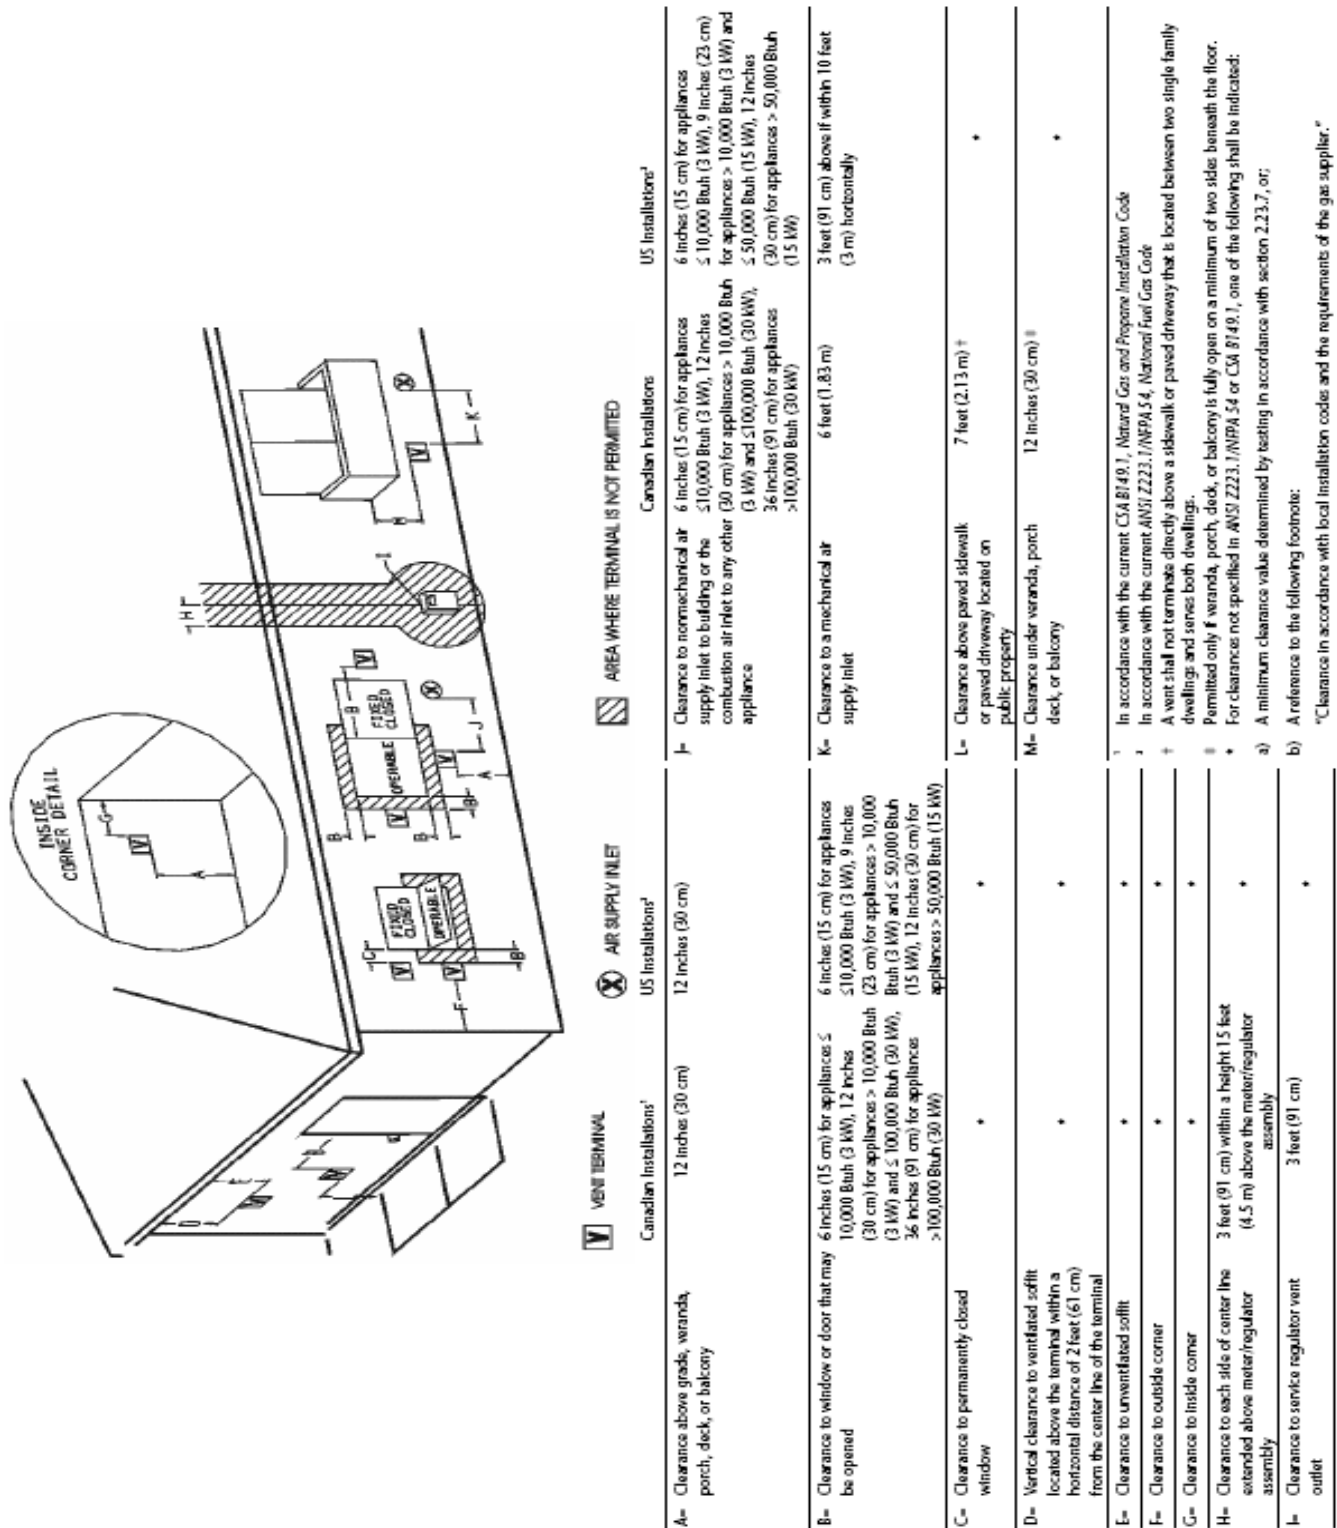 INSIDE
CORNER DETAIL
G
V
A
D
E
V
B
V
C
V
V
F
B
FIXED
CLOSED
OPERABLE
B
B
V
B
V
A
J
X
B
V
FIXED
CLOSED
OPERABLE
H
I
M
V
K
X
V VENT TERMINAL
X AIR SUPPLY INLET
AREA WHERE TERMINAL IS NOT PERMITTED
Canadian Installations¹ US Installations²
A= Clearance above grade, veranda, 12 inches (30 cm) 12 inches (30 cm)
porch, deck, or balcony
B= Clearance to window or door that may 6 inches (15 cm) for appliances ≤ 6 inches (15 cm) for appliances
be opened 10,000 Btuh (3 kW), 12 inches ≤10,000 Btuh (3 kW), 9 inches
(30 cm) for appliances > 10,000 Btuh (23 cm) for appliances > 10,000
(3 kW) and ≤ 100,000 Btuh (30 kW), Btuh (3 kW) and ≤ 50,000 Btuh
36 inches (91 cm) for appliances (15 kW), 12 inches (30 cm) for
>100,000 Btuh (30 kW) appliances > 50,000 Btuh (15 kW)
C= Clearance to permanently closed * *
window
D= Vertical clearance to ventilated soffit * *
located above the terminal within a
horizontal distance of 2 feet (61 cm)
from the center line of the terminal
E= Clearance to unventilated soffit * *
F= Clearance to outside corner * *
G= Clearance to inside corner * *
H= Clearance to each side of center line 3 feet (91 cm) within a height 15 feet *
extended above meter/regulator (4.5 m) above the meter/regulator
assembly assembly
I= Clearance to service regulator vent 3 feet (91 cm) *
outlet
Canadian Installations US Installations²
J= Clearance to nonmechanical air 6 inches (15 cm) for appliances 6 inches (15 cm) for appliances
supply inlet to building or the ≤10,000 Btuh (3 kW), 12 inches ≤ 10,000 Btuh (3 kW), 9 inches (23 cm)
combustion air inlet to any other (30 cm) for appliances > 10,000 Btuh for appliances > 10,000 Btuh (3 kW) and
appliance (3 kW) and ≤100,000 Btuh (30 kW), ≤ 50,000 Btuh (15 kW), 12 inches
36 inches (91 cm) for appliances (30 cm) for appliances > 50,000 Btuh
>100,000 Btuh (30 kW) (15 kW)
K= Clearance to a mechanical air 6 feet (1.83 m) 3 feet (91 cm) above if within 10 feet
supply inlet (3 m) horizontally
L= Clearance above paved sidewalk 7 feet (2.13 m) † *
or paved driveway located on
public property
M= Clearance under veranda, porch 12 inches (30 cm) ‡ *
deck, or balcony
¹ In accordance with the current CSA B149.1, Natural Gas and Propane Installation Code
² In accordance with the current ANSI Z223.1/NFPA 54, National Fuel Gas Code
† A vent shall not terminate directly above a sidewalk or paved driveway that is located between two single family
dwellings and serves both dwellings.
‡ Permitted only if veranda, porch, deck, or balcony is fully open on a minimum of two sides beneath the floor.
* For clearances not specified in ANSI Z223.1/NFPA 54 or CSA B149.1, one of the following shall be indicated:
a) A minimum clearance value determined by testing in accordance with section 2.23.7, or;
b) A reference to the following footnote:
"Clearance in accordance with local installation codes and the requirements of the gas supplier."